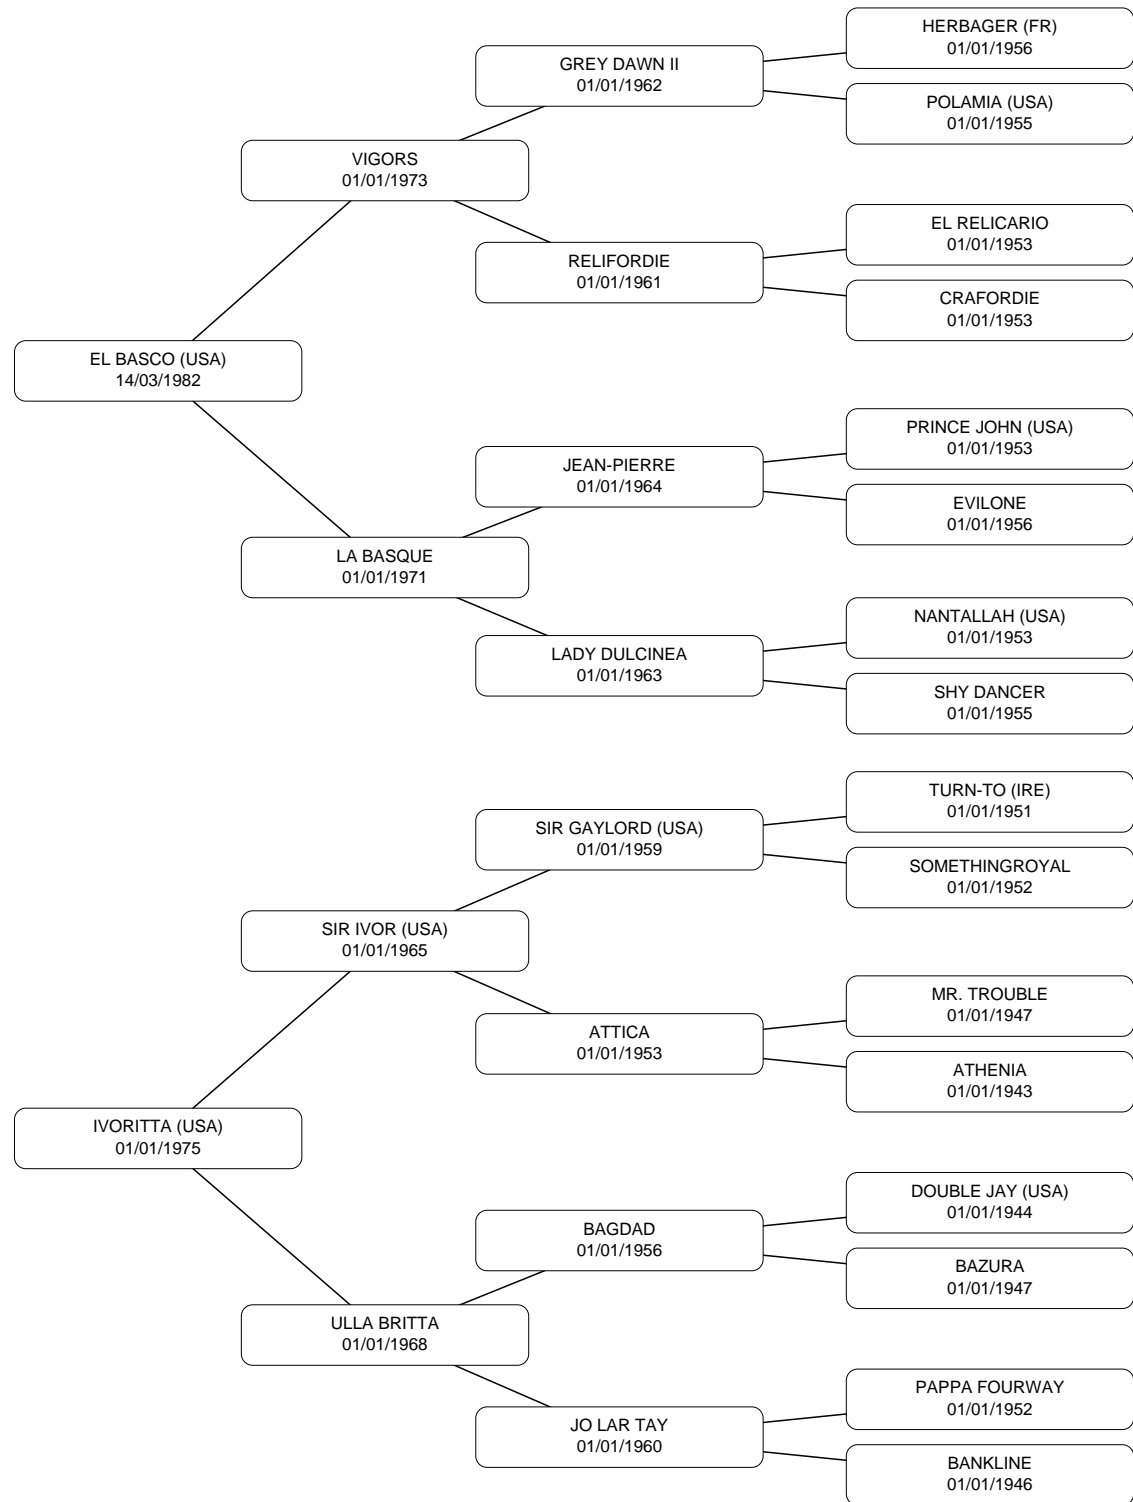 HERBAGER (FR)
01/01/1956
GREY DAWN II
01/01/1962
POLAMIA (USA)
01/01/1955
VIGORS
01/01/1973
EL RELICARIO
01/01/1953
RELIFORDIE
01/01/1961
CRAFORDIE
01/01/1953
EL BASCO (USA)
14/03/1982
PRINCE JOHN (USA)
01/01/1953
JEAN-PIERRE
01/01/1964
EVILONE
01/01/1956
LA BASQUE
01/01/1971
NANTALLAH (USA)
01/01/1953
LADY DULCINEA
01/01/1963
SHY DANCER
01/01/1955
TURN-TO (IRE)
01/01/1951
SIR GAYLORD (USA)
01/01/1959
SOMETHINGROYAL
01/01/1952
SIR IVOR (USA)
01/01/1965
MR. TROUBLE
01/01/1947
ATTICA
01/01/1953
ATHENIA
01/01/1943
IVORITTA (USA)
01/01/1975
DOUBLE JAY (USA)
01/01/1944
BAGDAD
01/01/1956
BAZURA
01/01/1947
ULLA BRITTA
01/01/1968
PAPPA FOURWAY
01/01/1952
JO LAR TAY
01/01/1960
BANKLINE
01/01/1946